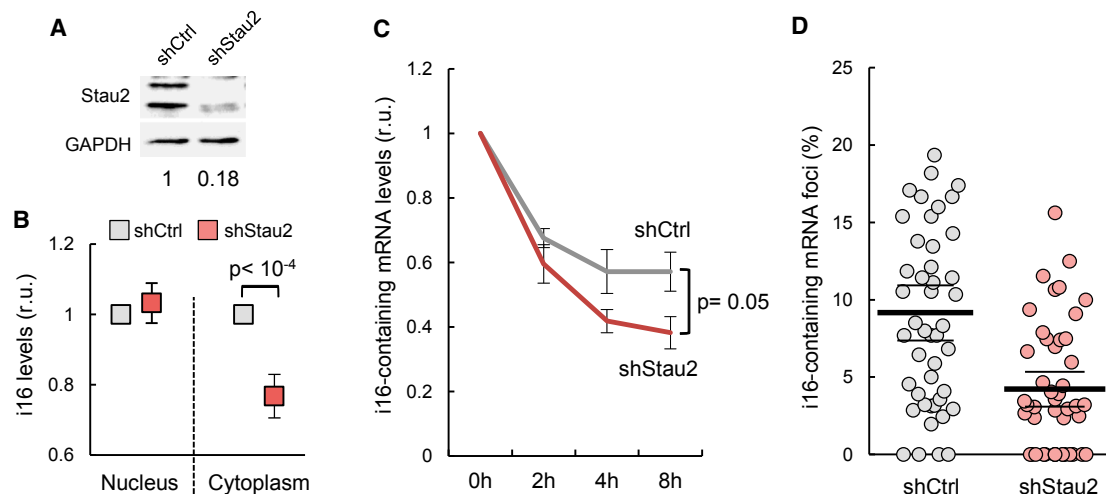 A
shCtrl
shStau2
Stau2
GAPDH
1
0.18
B
shCtrl
shStau2
i16 levels (r.u.)
1.2
1
0.8
0.6
p< 10-4
Nucleus
Cytoplasm
C
i16-containing mRNA levels (r.u.)
1
0.8
0.6
0.4
0.2
0
shCtrl
p= 0.05
shStau2
0h
2h
4h
8h
D
i16-containing mRNA foci (%)
25
20
15
10
5
0
shCtrl
shStau2